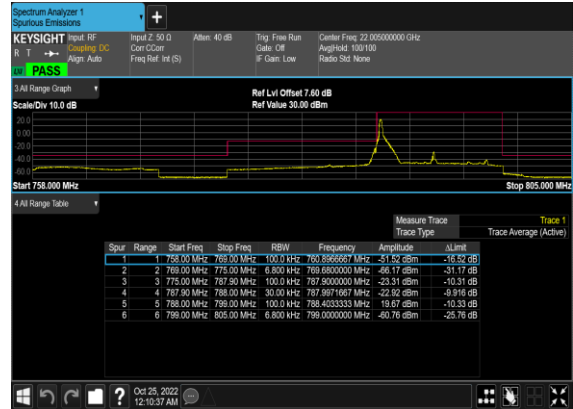 Spectrum Analyzer 1
Spurious Emissions
KEYSIGHT Input: RF Input Z: 50 Ω Atten: 40 dB Trig: Free Run Center Freq: 22.005000000 GHz
R T Coupling: DC Corr CCorr Gate: Off Avg|Hold: 100/100
Align: Auto Freq Ref: Int (S) IF Gain: Low Radio Std: None
PASS
3 All Range Graph
Ref Lvl Offset 7.60 dB
Scale/Div 10.0 dB Ref Value 30.00 dBm
20.0
0.00
-20.0
-40.0
-60.0
Start 758.000 MHz Stop 805.000 MHz
4 All Range Table
Measure Trace Trace 1
Trace Type Trace Average (Active)
Spur Range Start Freq Stop Freq RBW Frequency Amplitude ΔLimit
1 1 758.00 MHz 769.00 MHz 100.0 kHz 760.8966667 MHz -51.52 dBm -16.52 dB
2 2 769.00 MHz 775.00 MHz 6.800 kHz 769.6800000 MHz -66.17 dBm -31.17 dB
3 3 775.00 MHz 787.90 MHz 100.0 kHz 787.9000000 MHz -23.31 dBm -10.31 dB
4 4 787.90 MHz 788.00 MHz 30.00 kHz 787.9971667 MHz -22.92 dBm -9.916 dB
5 5 788.00 MHz 799.00 MHz 100.0 kHz 788.4033333 MHz 19.67 dBm -10.33 dB
6 6 799.00 MHz 805.00 MHz 6.800 kHz 799.0000000 MHz -60.76 dBm -25.76 dB
? Oct 25, 2022
12:10:37 AM